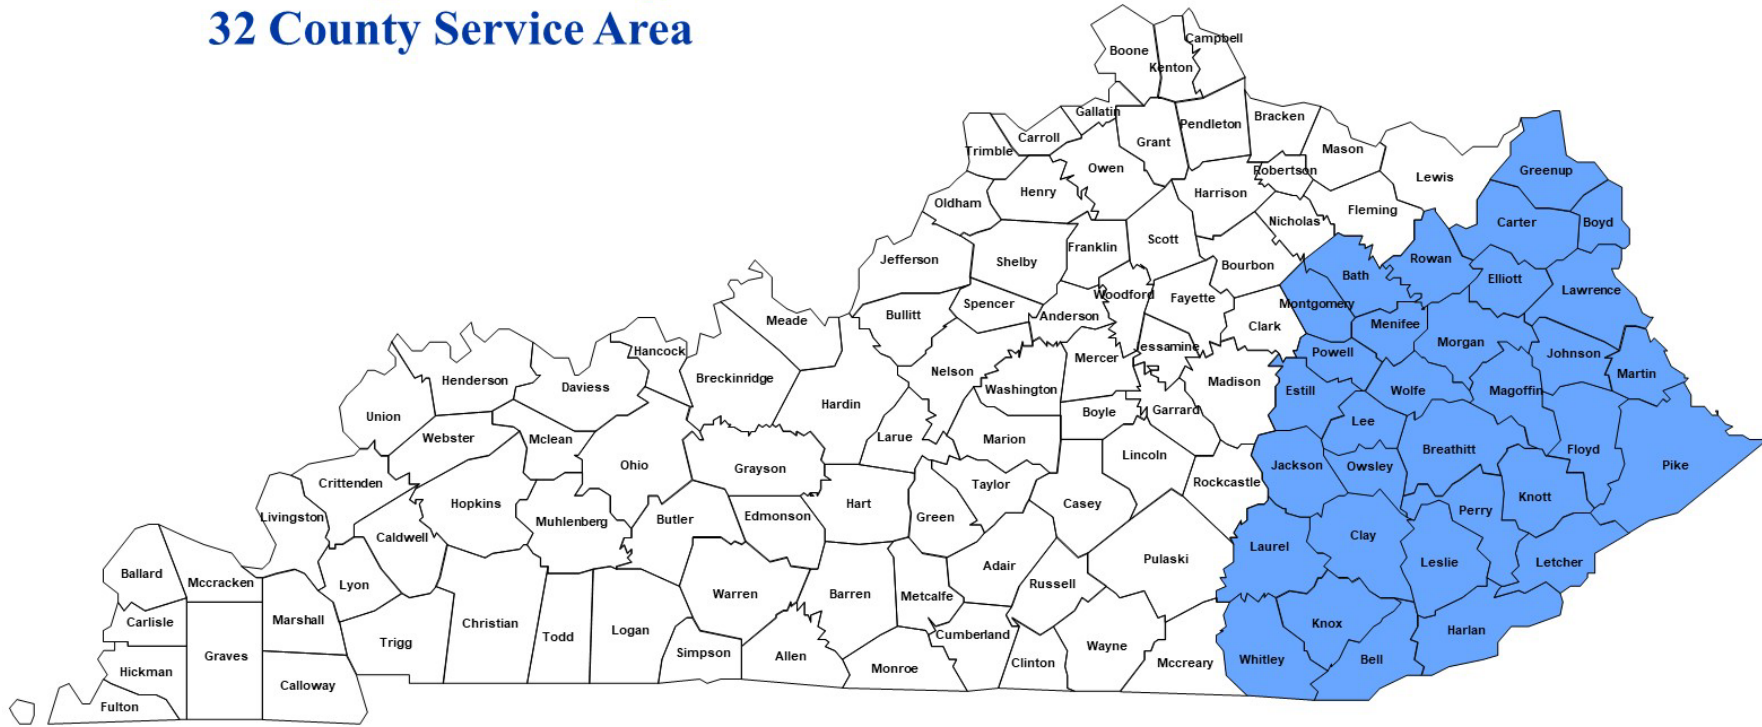 32 County Service Area
Boone
Campbell
Kenton
Gallatin
Carroll
Trimble
Grant
Pendleton
Bracken
Mason
Lewis
Greenup
Owen
Henry
Oldham
Harrison
Robertson
Nicholas
Fleming
Carter
Boyd
Jefferson
Shelby
Franklin
Scott
Bourbon
Bath
Rowan
Elliott
Lawrence
Meade
Bullitt
Spencer
Anderson
Woodford
Fayette
Clark
Montgomery
Menifee
Morgan
Johnson
Martin
Hancock
Breckinridge
Hardin
Nelson
Washington
Mercer
Jessamine
Madison
Powell
Estill
Wolfe
Magoffin
Henderson
Daviess
Union
Webster
Mclean
Ohio
Grayson
Larue
Marion
Boyle
Garrard
Lincoln
Rockcastle
Lee
Jackson
Owsley
Breathitt
Floyd
Pike
Crittenden
Livingston
Hopkins
Muhlenberg
Butler
Edmonson
Hart
Green
Taylor
Casey
Knott
Perry
Caldwell
Lyon
Ballard
Mccracken
Carlisle
Marshall
Trigg
Christian
Todd
Logan
Warren
Barren
Metcalfe
Adair
Russell
Pulaski
Laurel
Clay
Leslie
Letcher
Hickman
Graves
Calloway
Fulton
Simpson
Allen
Monroe
Cumberland
Clinton
Wayne
Mccreary
Whitley
Knox
Bell
Harlan